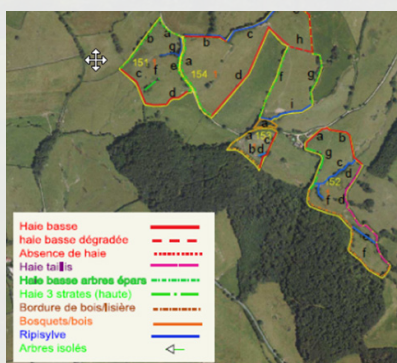 a b c h
b g
151 a
c f e 154 d f g
d
i
a
a 153
b d c
a b
g c
d
152
f d
f
Haie basse
haie basse dégradée
Absence de haie
Haie taillis
Haie basse arbres épars
Haie 3 strates (haute)
Bordure de bois/lisière
Bosquets/bois
Ripisylve
Arbres isolés